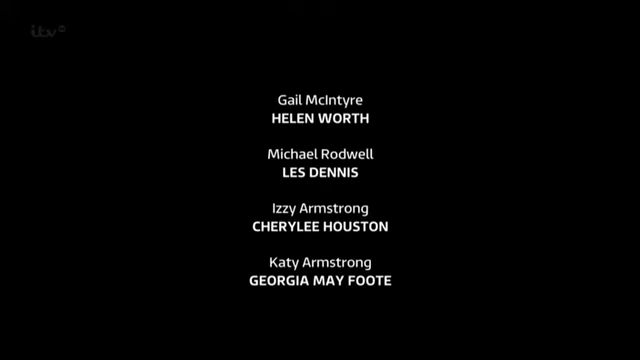 itv
Gail McIntyre
HELEN WORTH
Michael Rodwell
LES DENNIS
Izzy Armstrong
CHERYLEE HOUSTON
Katy Armstrong
GEORGIA MAY FOOTE